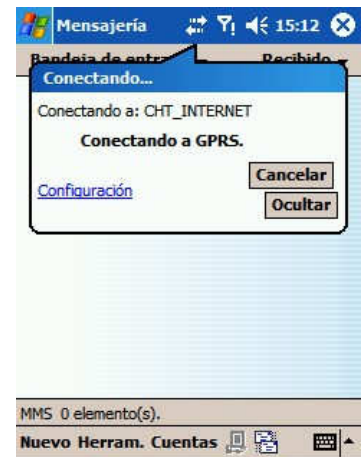 Mensajería 15:12
Bandeja de entra Recibido
Conectando...
Conectando a: CHT_INTERNET
Conectando a GPRS.
Cancelar
Configuración
Ocultar
MMS 0 elemento(s).
Nuevo Herram. Cuentas